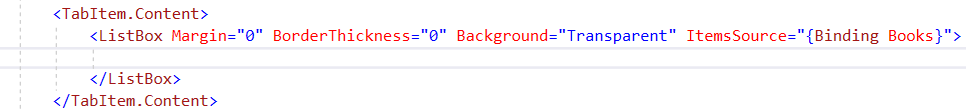 <TabItem.Content>
<ListBox Margin="0" BorderThickness="0" Background="Transparent" ItemsSource="{Binding Books}">
</ListBox>
</TabItem.Content>